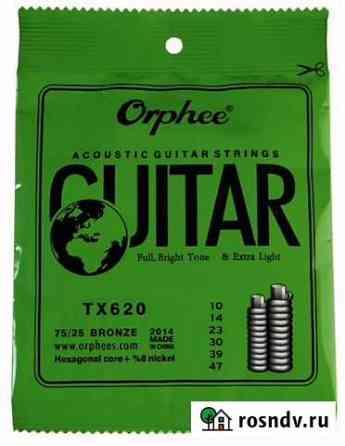 Orphee®
ACOUSTIC GUITAR STRINGS
GUITAR
Full, Bright Tone & Extra Light
TX620
75/25 BRONZE
2014
MADE
IN CHINA
www.orphees.com
Hexagonal core+ %8 nickel
10
14
23
30
39
47
rosndv.ru